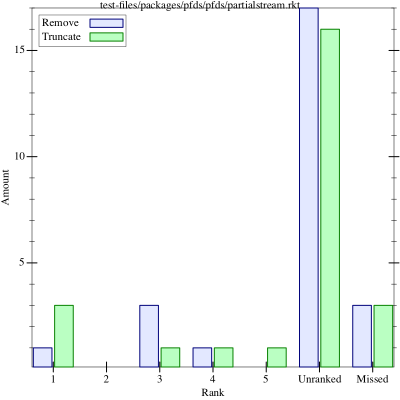 test-files/packages/pfds/pfds/partialstream.rkt
Remove
Truncate
15
10
5
Amount
1 2 3 4 5 Unranked Missed
Rank